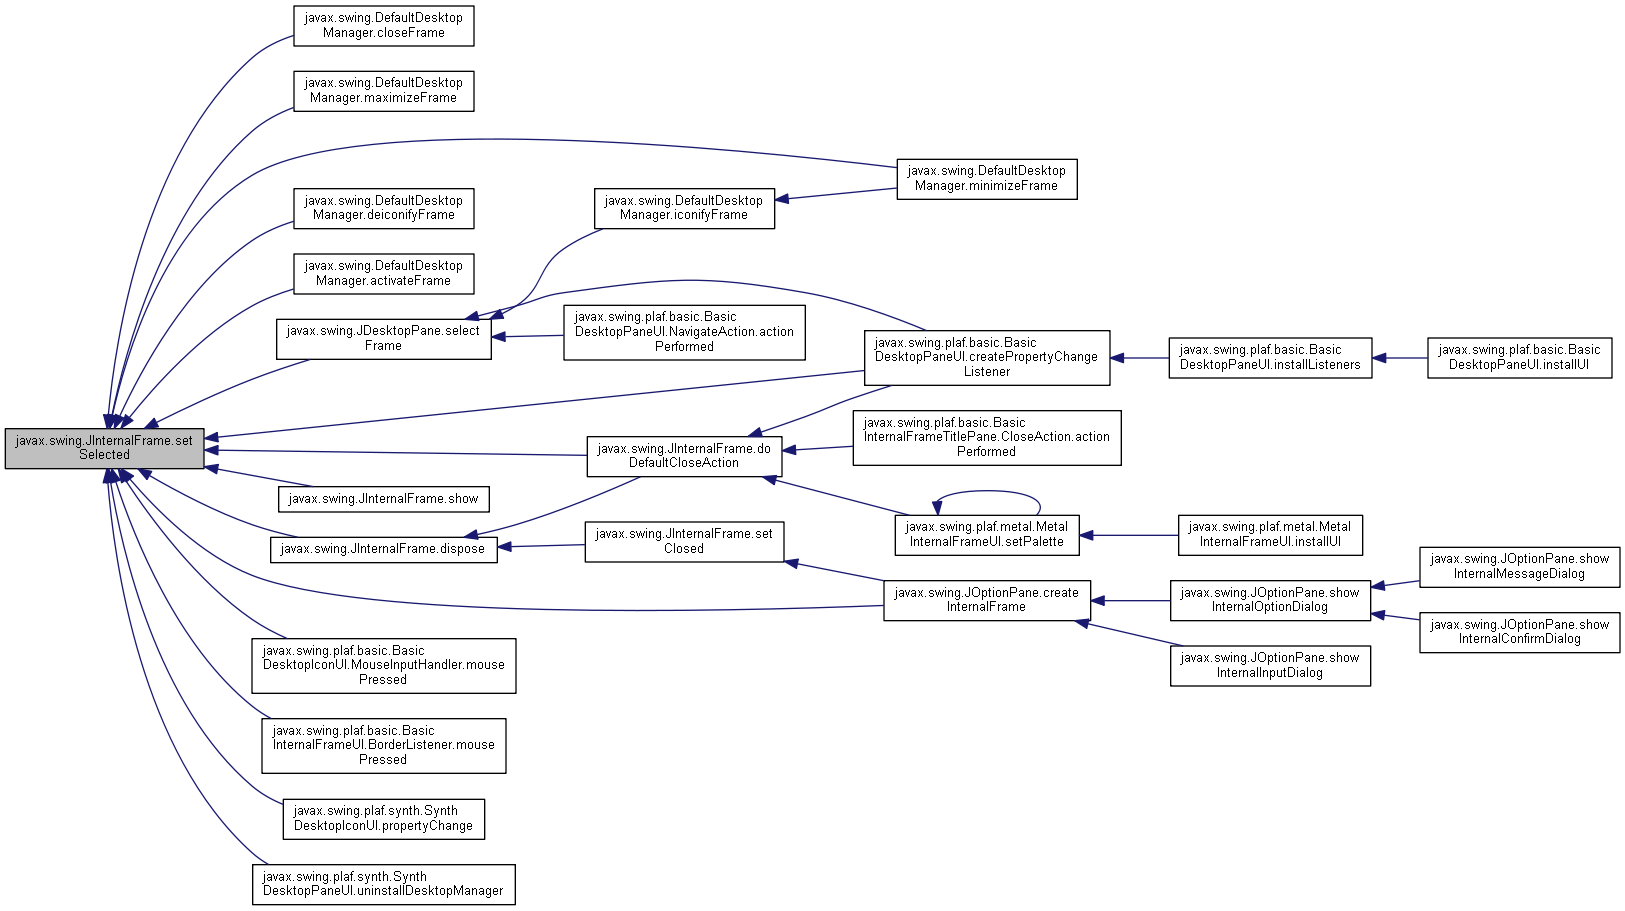 javax.swing.DefaultDesktop
Manager.closeFrame
javax.swing.DefaultDesktop
Manager.maximizeFrame
javax.swing.DefaultDesktop
Manager.minimizeFrame
javax.swing.DefaultDesktop
Manager.deiconifyFrame
javax.swing.DefaultDesktop
Manager.iconifyFrame
javax.swing.DefaultDesktop
Manager.activateFrame
javax.swing.JDesktopPane.select
Frame
javax.swing.plaf.basic.Basic
DesktopPaneUI.NavigateAction.action
Performed
javax.swing.plaf.basic.Basic
DesktopPaneUI.createPropertyChange
Listener
javax.swing.plaf.basic.Basic
DesktopPaneUI.installListeners
javax.swing.plaf.basic.Basic
DesktopPaneUI.installUI
javax.swing.JInternalFrame.set
Selected
javax.swing.JInternalFrame.do
DefaultCloseAction
javax.swing.plaf.basic.Basic
InternalFrameTitlePane.CloseAction.action
Performed
javax.swing.JInternalFrame.show
javax.swing.plaf.metal.Metal
InternalFrameUI.setPalette
javax.swing.plaf.metal.Metal
InternalFrameUI.installUI
javax.swing.JInternalFrame.dispose
javax.swing.JInternalFrame.set
Closed
javax.swing.JOptionPane.create
InternalFrame
javax.swing.JOptionPane.show
InternalOptionDialog
javax.swing.JOptionPane.show
InternalMessageDialog
javax.swing.JOptionPane.show
InternalConfirmDialog
javax.swing.JOptionPane.show
InternalInputDialog
javax.swing.plaf.basic.Basic
DesktopIconUI.MouseInputHandler.mouse
Pressed
javax.swing.plaf.basic.Basic
InternalFrameUI.BorderListener.mouse
Pressed
javax.swing.plaf.synth.Synth
DesktopIconUI.propertyChange
javax.swing.plaf.synth.Synth
DesktopPaneUI.uninstallDesktopManager